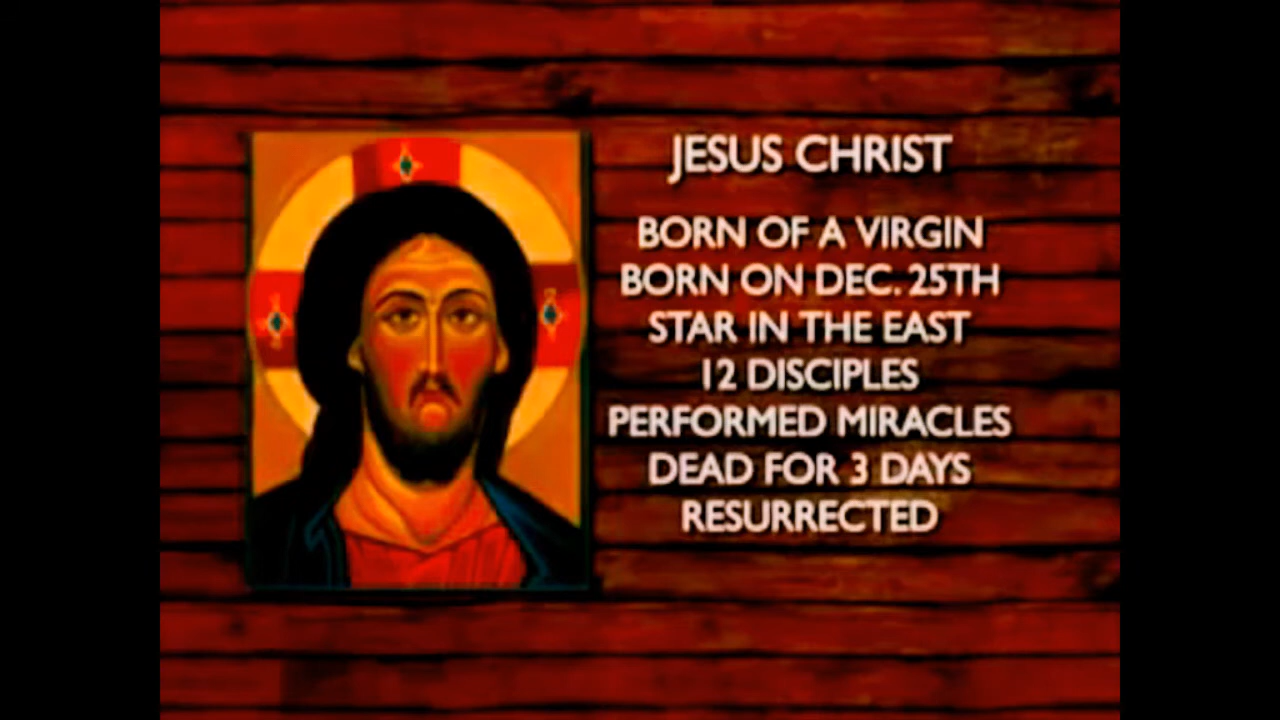 JESUS CHRIST
BORN OF A VIRGIN
BORN ON DEC. 25TH
STAR IN THE EAST
12 DISCIPLES
PERFORMED MIRACLES
DEAD FOR 3 DAYS
RESURRECTED